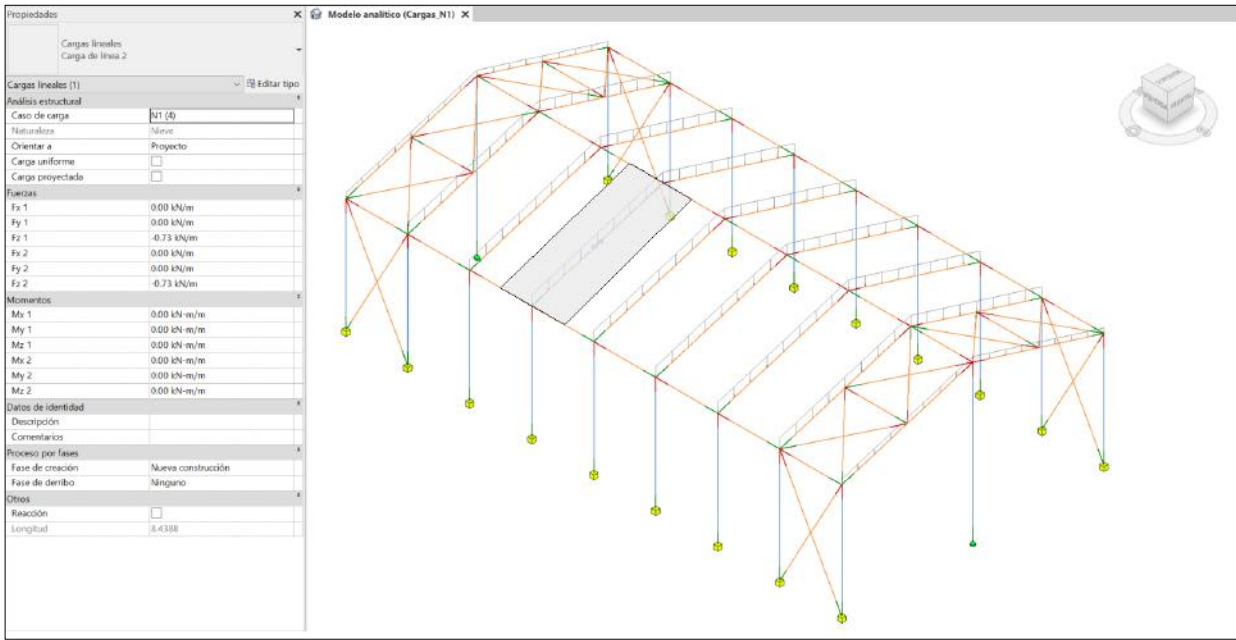 Propiedades
Modelo analítico (Cargas_N1)
Cargas lineales
Carga de línea 2
Cargas lineales (1)
Editar tipo
Análisis estructural
Caso de carga N1 (4)
Naturaleza Nieve
Orientar a Proyecto
Carga uniforme
Carga proyectada
Fuerzas
Fx 1 0.00 kN/m
Fy 1 0.00 kN/m
Fz 1 -0.73 kN/m
Fx 2 0.00 kN/m
Fy 2 0.00 kN/m
Fz 2 -0.73 kN/m
Momentos
Mx 1 0.00 kN-m/m
My 1 0.00 kN-m/m
Mz 1 0.00 kN-m/m
Mx 2 0.00 kN-m/m
My 2 0.00 kN-m/m
Mz 2 0.00 kN-m/m
Datos de identidad
Descripción
Comentarios
Proceso por fases
Fase de creación Nueva construcción
Fase de derribo Ninguno
Otros
Reacción
Longitud 8.4388